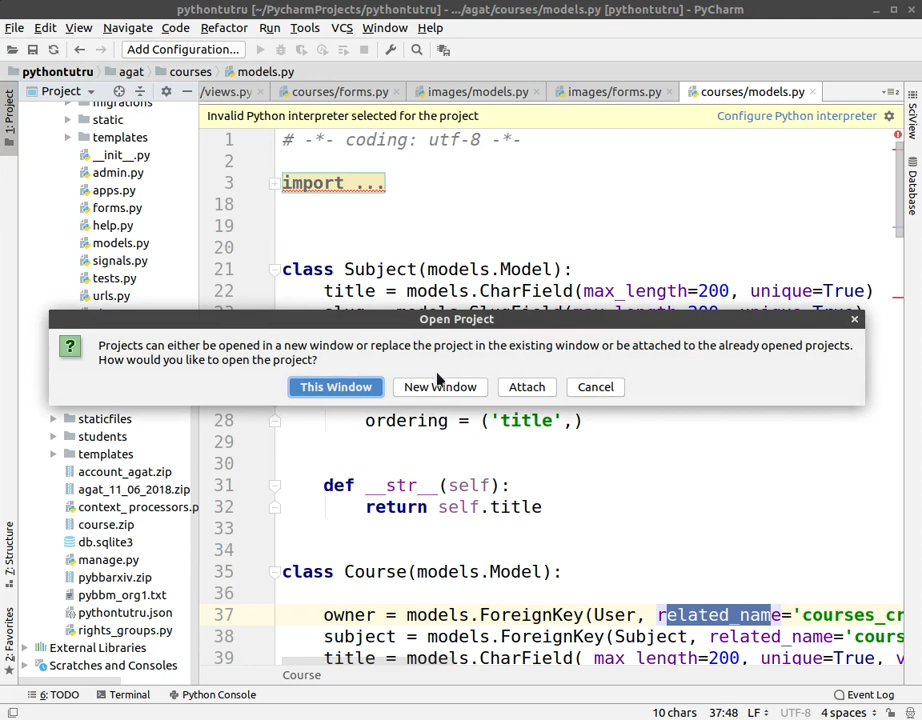 pythontutru [~/PycharmProjects/pythontutru] - .../agat/courses/models.py [pythontutru] - PyCharm
File Edit View Navigate Code Refactor Run Tools VCS Window Help
Add Configuration...
pythontutru agat courses models.py
Project
/views.py courses/forms.py images/models.py images/forms.py courses/models.py
1: Project
7: Structure
2: Favorites
migrations
static
templates
__init__.py
admin.py
apps.py
forms.py
help.py
models.py
signals.py
tests.py
urls.py
staticfiles
students
templates
account_agat.zip
agat_11_06_2018.zip
context_processors.p
course.zip
db.sqlite3
manage.py
pybbarxiv.zip
pybbm_org1.txt
pythontutru.json
rights_groups.py
External Libraries
Scratches and Consoles
Invalid Python interpreter selected for the project Configure Python interpreter
1 # -*- coding: utf-8 -*-
2
3 import ...
18
19
20
21 class Subject(models.Model):
22 title = models.CharField(max_length=200, unique=True)
Open Project
?
Projects can either be opened in a new window or replace the project in the existing window or be attached to the already opened projects.
How would you like to open the project?
This Window New Window Attach Cancel
28 ordering = ('title',)
29
30
31 def __str__(self):
32 return self.title
33
34
35 class Course(models.Model):
36
37 owner = models.ForeignKey(User, related_name='courses_cr
38 subject = models.ForeignKey(Subject, related_name='cours
39 title = models.CharField( max_length=200, unique=True, v
Course
SciView
Database
6: TODO Terminal Python Console Event Log
10 chars 37:48 LF UTF-8 4 spaces